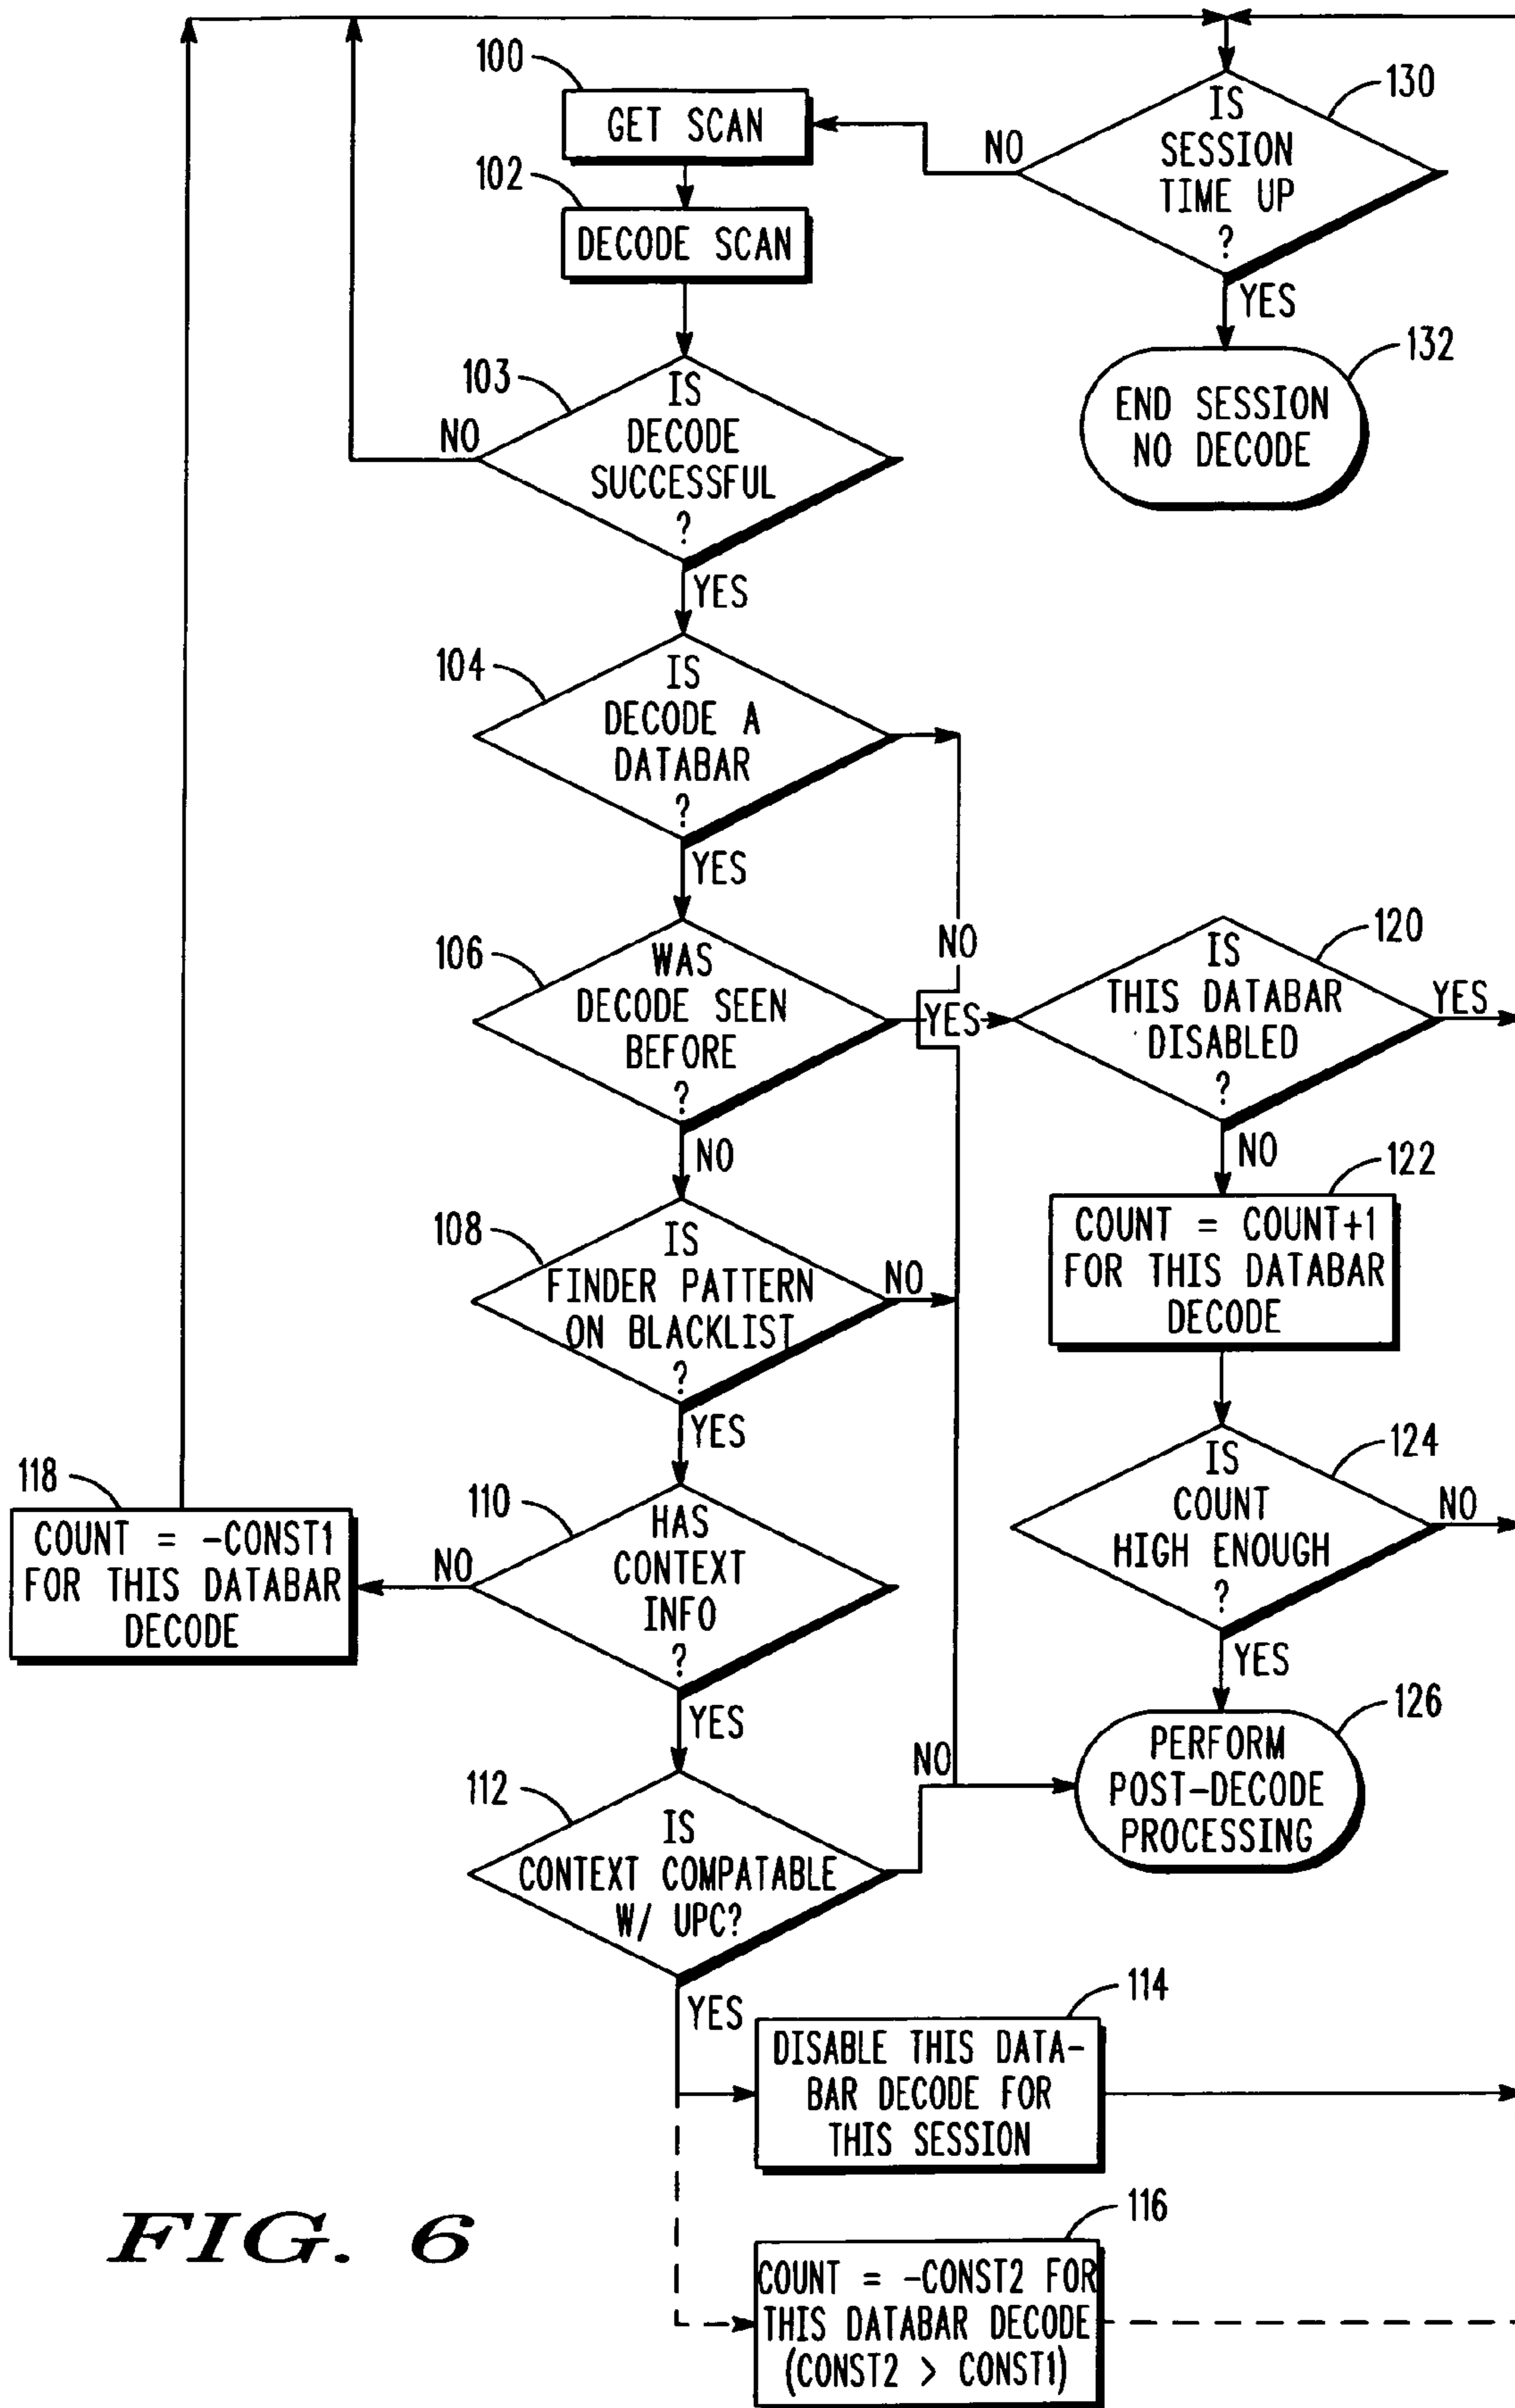 100
GET SCAN
102
DECODE SCAN
130
IS
SESSION
TIME UP
?
NO
YES
132
END SESSION
NO DECODE
103
IS
DECODE
SUCCESSFUL
?
NO
YES
104
IS
DECODE A
DATABAR
?
YES
NO
106
WAS
DECODE SEEN
BEFORE
?
YES
NO
120
IS
THIS DATABAR
DISABLED
?
YES
NO
108
IS
FINDER PATTERN
ON BLACKLIST
?
NO
YES
122
COUNT = COUNT+1
FOR THIS DATABAR
DECODE
124
IS
COUNT
HIGH ENOUGH
?
NO
YES
118
COUNT = -CONST1
FOR THIS DATABAR
DECODE
110
HAS
CONTEXT
INFO
?
NO
YES
126
PERFORM
POST-DECODE
PROCESSING
112
IS
CONTEXT COMPATABLE
W/ UPC?
NO
YES
114
DISABLE THIS DATA-
BAR DECODE FOR
THIS SESSION
116
COUNT = -CONST2 FOR
THIS DATABAR DECODE
(CONST2 > CONST1)
FIG. 6